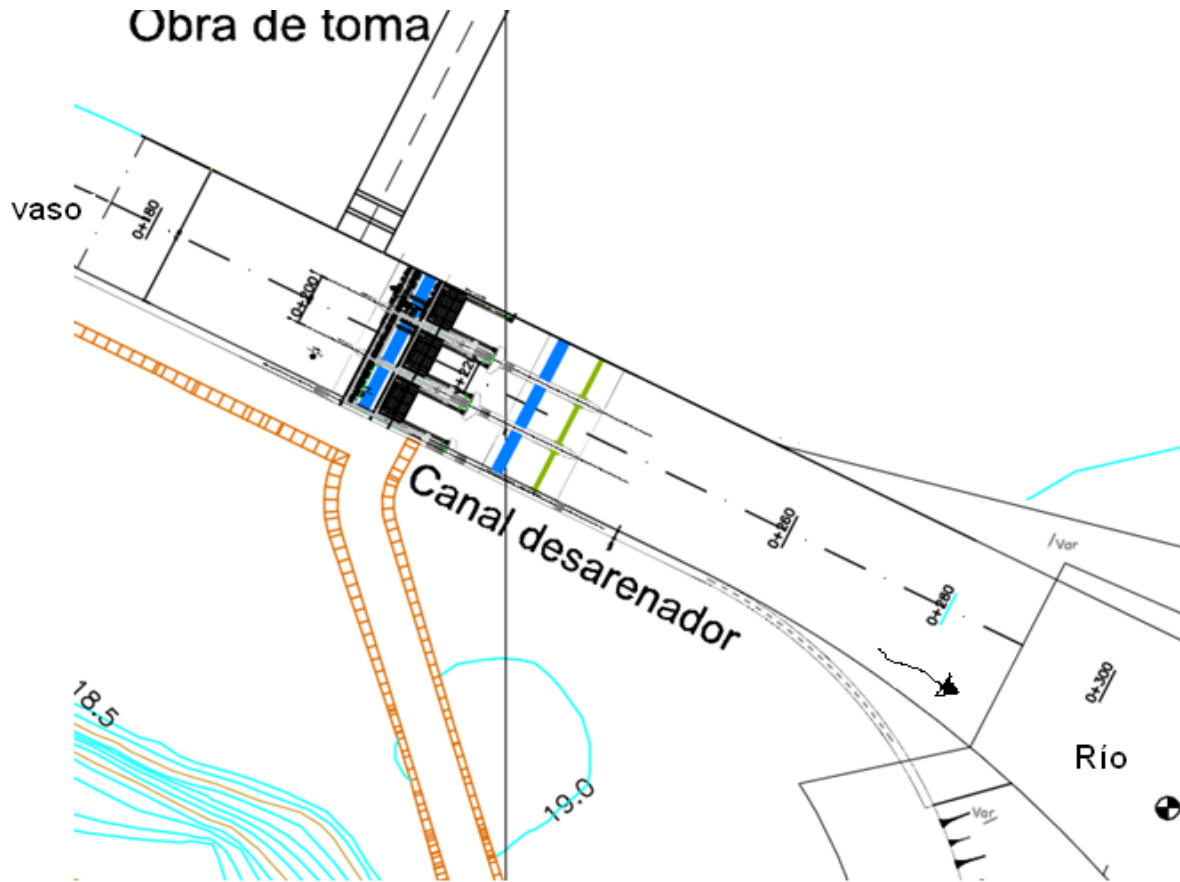 Obra de toma
vaso
0+180
0+200
Canal desarenador
0+260
Var
0+280
0+300
Río
18.5
19.0
Var